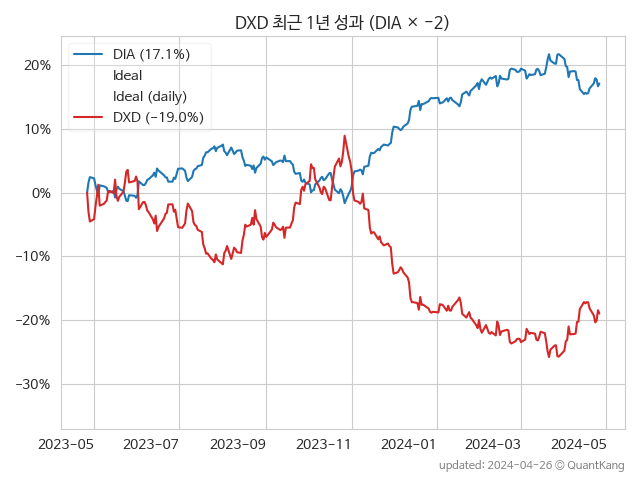 DXD 최근 1년 성과 (DIA × −2)
DIA (17.1%)
Ideal
Ideal (daily)
DXD (−19.0%)
20%
10%
0%
−10%
−20%
−30%
2023−05 2023−07 2023−09 2023−11 2024−01 2024−03 2024−05
updated: 2024−04−26 © QuantKang